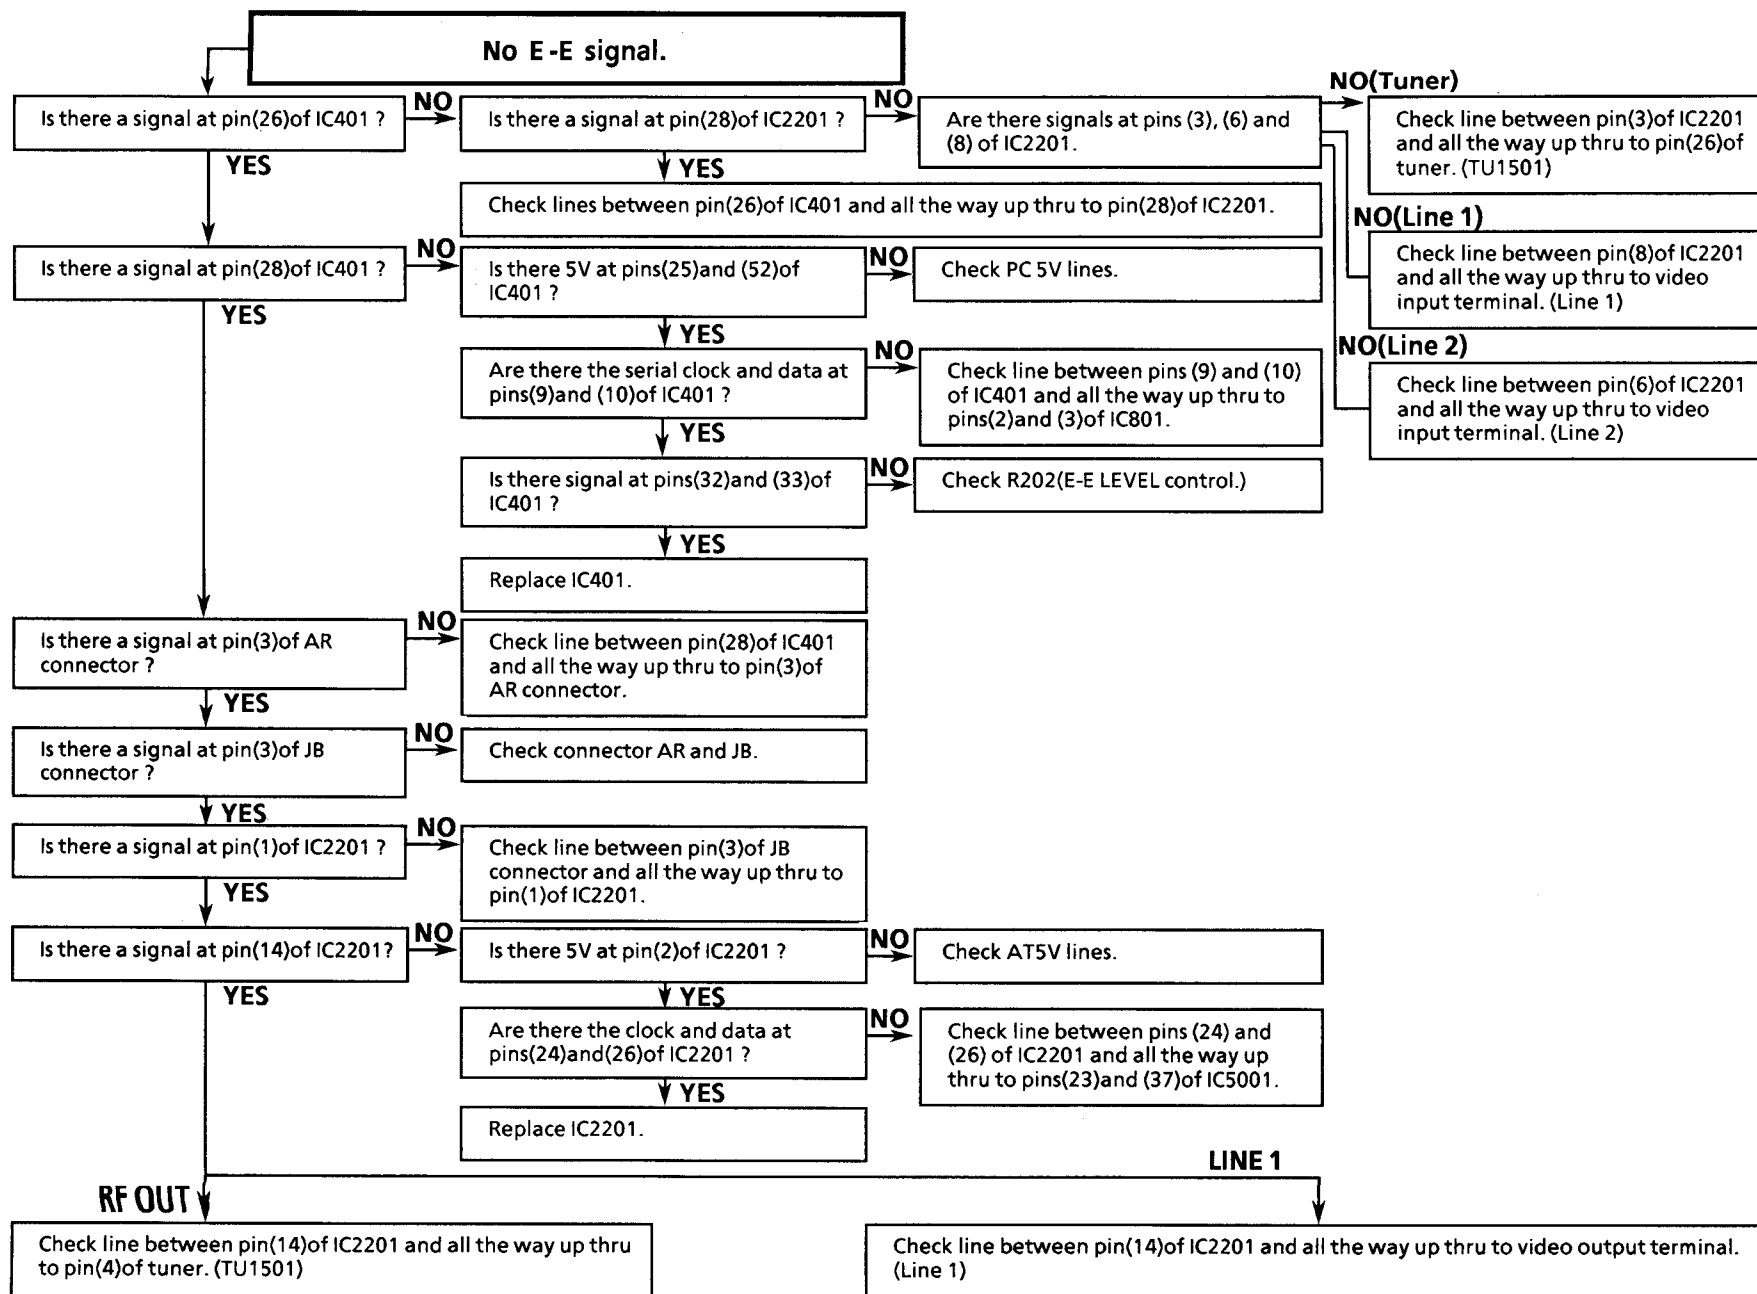 No E-E signal.
Is there a signal at pin(26)of IC401 ?
NO
Is there a signal at pin(28)of IC2201 ?
NO
Are there signals at pins (3), (6) and
(8) of IC2201.
NO(Tuner)
Check line between pin(3)of IC2201
and all the way up thru to pin(26)of
tuner. (TU1501)
YES
YES
Check lines between pin(26)of IC401 and all the way up thru to pin(28)of IC2201.
NO(Line 1)
Check line between pin(8)of IC2201
and all the way up thru to video
input terminal. (Line 1)
NO(Line 2)
Check line between pin(6)of IC2201
and all the way up thru to video
input terminal. (Line 2)
Is there a signal at pin(28)of IC401 ?
NO
Is there 5V at pins(25)and (52)of
IC401 ?
NO
Check PC 5V lines.
YES
YES
Are there the serial clock and data at
pins(9)and (10)of IC401 ?
NO
Check line between pins (9) and (10)
of IC401 and all the way up thru to
pins(2)and (3)of IC801.
YES
Is there signal at pins(32)and (33)of
IC401 ?
NO
Check R202(E-E LEVEL control.)
YES
Replace IC401.
Is there a signal at pin(3)of AR
connector ?
NO
Check line between pin(28)of IC401
and all the way up thru to pin(3)of
AR connector.
YES
Is there a signal at pin(3)of JB
connector ?
NO
Check connector AR and JB.
YES
Is there a signal at pin(1)of IC2201 ?
NO
Check line between pin(3)of JB
connector and all the way up thru to
pin(1)of IC2201.
YES
Is there a signal at pin(14)of IC2201?
NO
Is there 5V at pin(2)of IC2201 ?
NO
Check AT5V lines.
YES
YES
Are there the clock and data at
pins(24)and(26)of IC2201 ?
NO
Check line between pins (24) and
(26) of IC2201 and all the way up
thru to pins(23)and (37)of IC5001.
YES
Replace IC2201.
LINE 1
RF OUT
Check line between pin(14)of IC2201 and all the way up thru
to pin(4)of tuner. (TU1501)
Check line between pin(14)of IC2201 and all the way up thru to video output terminal.
(Line 1)